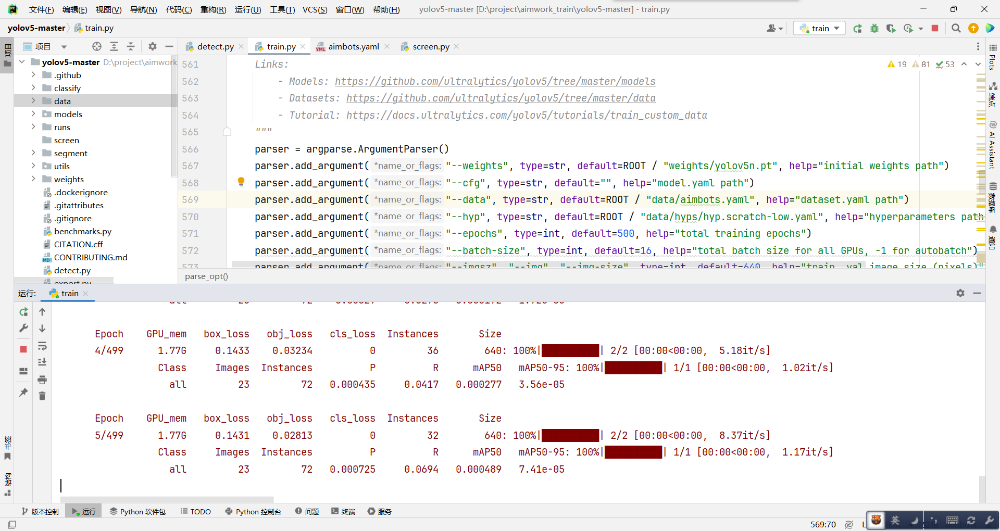 文件(F) 编辑(E) 视图(V) 导航(N) 代码(C) 重构(R) 运行(U) 工具(T) VCS(S) 窗口(W) 帮助(H) yolov5-master [D:\project\aimwork_train\yolov5-master] - train.py
yolov5-master train.py train
项目 detect.py train.py aimbots.yaml screen.py
项目
yolov5-master D:\project\aimwork
.github
classify
data
models
runs
screen
segment
utils
weights
.dockerignore
.gitattributes
.gitignore
benchmarks.py
CITATION.cff
CONTRIBUTING.md
detect.py
export.py
19 81 53
561 Links:
562 - Models: https://github.com/ultralytics/yolov5/tree/master/models
563 - Datasets: https://github.com/ultralytics/yolov5/tree/master/data
564 - Tutorial: https://docs.ultralytics.com/yolov5/tutorials/train_custom_data
565 """
566 parser = argparse.ArgumentParser()
567 parser.add_argument( *name_or_flags: "--weights", type=str, default=ROOT / "weights/yolov5n.pt", help="initial weights path")
568 parser.add_argument( *name_or_flags: "--cfg", type=str, default="", help="model.yaml path")
569 parser.add_argument( *name_or_flags: "--data", type=str, default=ROOT / "data/aimbots.yaml", help="dataset.yaml path")
570 parser.add_argument( *name_or_flags: "--hyp", type=str, default=ROOT / "data/hyps/hyp.scratch-low.yaml", help="hyperparameters path
571 parser.add_argument( *name_or_flags: "--epochs", type=int, default=500, help="total training epochs")
572 parser.add_argument( *name_or_flags: "--batch-size", type=int, default=16, help="total batch size for all GPUs, -1 for autobatch")
573 parser.add_argument( *name_or_flags: "--imgsz", "--img", "--img-size", type=int, default=640, help="train, val image size (pixels)"
parse_opt()
Plots
端点
AI Assistant
数据库
通知
运行: train
all 23 72
Epoch GPU_mem box_loss obj_loss cls_loss Instances Size
4/499 1.77G 0.1433 0.03234 0 36 640: 100%|██████████| 2/2 [00:00<00:00, 5.18it/s]
Class Images Instances P R mAP50 mAP50-95: 100%|██████████| 1/1 [00:00<00:00, 1.02it/s]
all 23 72 0.000435 0.0417 0.000277 3.56e-05
Epoch GPU_mem box_loss obj_loss cls_loss Instances Size
5/499 1.77G 0.1431 0.02813 0 32 640: 100%|██████████| 2/2 [00:00<00:00, 8.37it/s]
Class Images Instances P R mAP50 mAP50-95: 100%|██████████| 1/1 [00:00<00:00, 1.17it/s]
all 23 72 0.000725 0.0694 0.000489 7.41e-05
书签
结构
版本控制 运行 Python 软件包 TODO Python 控制台 问题 终端 服务
569:70
英